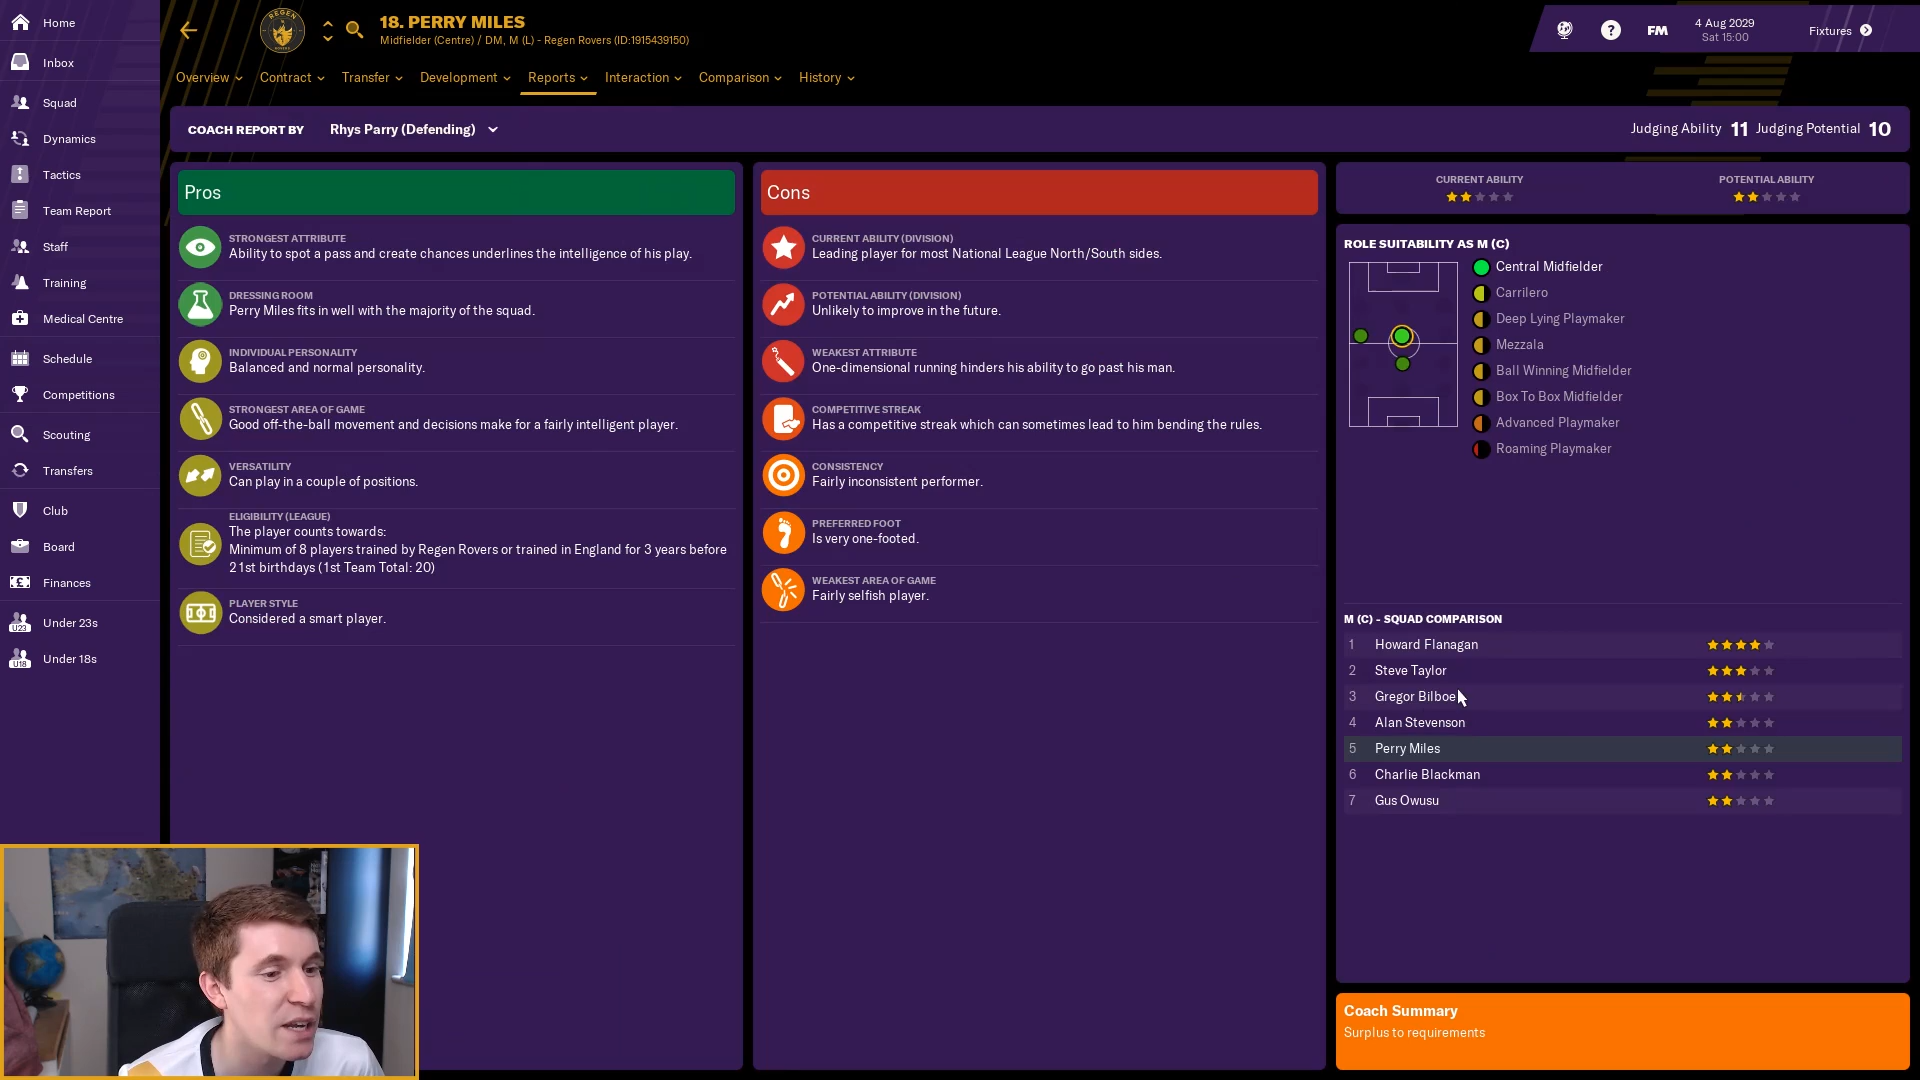 Home
Inbox
Squad
Dynamics
Tactics
Team Report
Staff
Training
Medical Centre
Schedule
Competitions
Scouting
Transfers
Club
Board
Finances
U23
Under 23s
U18
Under 18s
REGEN
ROVERS
18. PERRY MILES
Midfielder (Centre) / DM, M (L) - Regen Rovers (ID:1915439150)
?
FM
4 Aug 2029
Sat 15:00
Fixtures
Overview
Contract
Transfer
Development
Reports
Interaction
Comparison
History
COACH REPORT BY
Rhys Parry (Defending)
Judging Ability 11 Judging Potential 10
Pros
STRONGEST ATTRIBUTE
Ability to spot a pass and create chances underlines the intelligence of his play.
DRESSING ROOM
Perry Miles fits in well with the majority of the squad.
INDIVIDUAL PERSONALITY
Balanced and normal personality.
STRONGEST AREA OF GAME
Good off-the-ball movement and decisions make for a fairly intelligent player.
VERSATILITY
Can play in a couple of positions.
ELIGIBILITY (LEAGUE)
The player counts towards:
Minimum of 8 players trained by Regen Rovers or trained in England for 3 years before
21st birthdays (1st Team Total: 20)
PLAYER STYLE
Considered a smart player.
Cons
CURRENT ABILITY (DIVISION)
Leading player for most National League North/South sides.
POTENTIAL ABILITY (DIVISION)
Unlikely to improve in the future.
WEAKEST ATTRIBUTE
One-dimensional running hinders his ability to go past his man.
COMPETITIVE STREAK
Has a competitive streak which can sometimes lead to him bending the rules.
CONSISTENCY
Fairly inconsistent performer.
PREFERRED FOOT
Is very one-footed.
WEAKEST AREA OF GAME
Fairly selfish player.
CURRENT ABILITY
POTENTIAL ABILITY
ROLE SUITABILITY AS M (C)
Central Midfielder
Carrilero
Deep Lying Playmaker
Mezzala
Ball Winning Midfielder
Box To Box Midfielder
Advanced Playmaker
Roaming Playmaker
M (C) - SQUAD COMPARISON
1 Howard Flanagan
2 Steve Taylor
3 Gregor Bilboe
4 Alan Stevenson
5 Perry Miles
6 Charlie Blackman
7 Gus Owusu
Coach Summary
Surplus to requirements